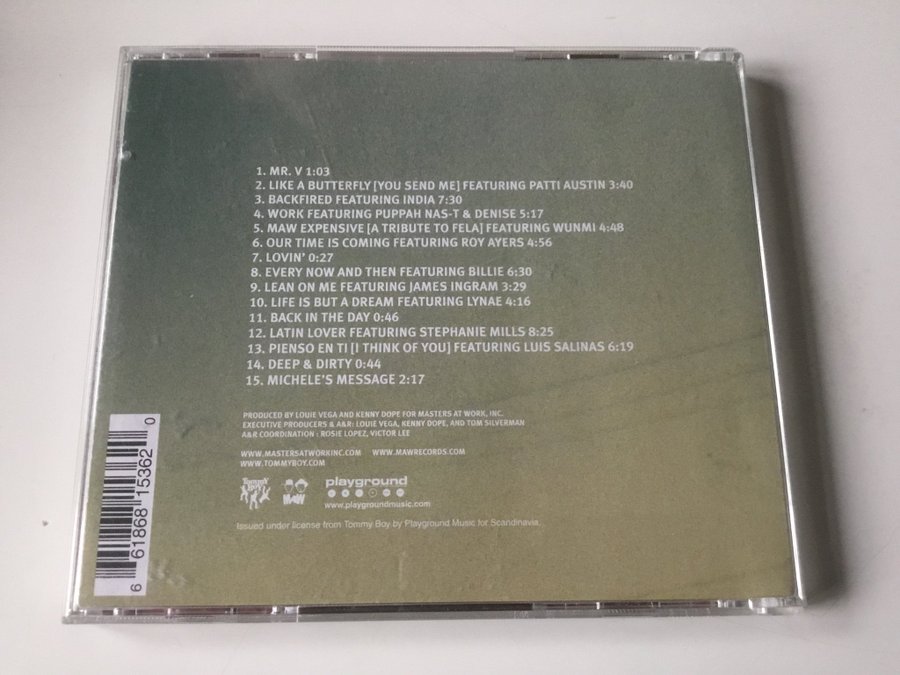 1. MR. V 1:03
2. LIKE A BUTTERFLY [YOU SEND ME] FEATURING PATTI AUSTIN 3:40
3. BACKFIRED FEATURING INDIA 7:30
4. WORK FEATURING PUPPAH NAS-T & DENISE 5:17
5. MAW EXPENSIVE [A TRIBUTE TO FELA] FEATURING WUNMI 4:48
6. OUR TIME IS COMING FEATURING ROY AYERS 4:56
7. LOVIN' 0:27
8. EVERY NOW AND THEN FEATURING BILLIE 6:30
9. LEAN ON ME FEATURING JAMES INGRAM 3:29
10. LIFE IS BUT A DREAM FEATURING LYNAE 4:16
11. BACK IN THE DAY 0:46
12. LATIN LOVER FEATURING STEPHANIE MILLS 8:25
13. PIENSO EN TI [I THINK OF YOU] FEATURING LUIS SALINAS 6:19
14. DEEP & DIRTY 0:44
15. MICHELE'S MESSAGE 2:17
PRODUCED BY LOUIE VEGA AND KENNY DOPE FOR MASTERS AT WORK, INC.
EXECUTIVE PRODUCERS & A&R: LOUIE VEGA, KENNY DOPE, AND TOM SILVERMAN
A&R COORDINATION : ROSIE LOPEZ, VICTOR LEE
WWW.MASTERSATWORKINC.COM WWW.MAWRECORDS.COM
WWW.TOMMYBOY.COM
Tommy Boy MAW playground
www.playgroundmusic.com
Issued under license from Tommy Boy by Playground Music for Scandinavia.
6 61868 15362 0